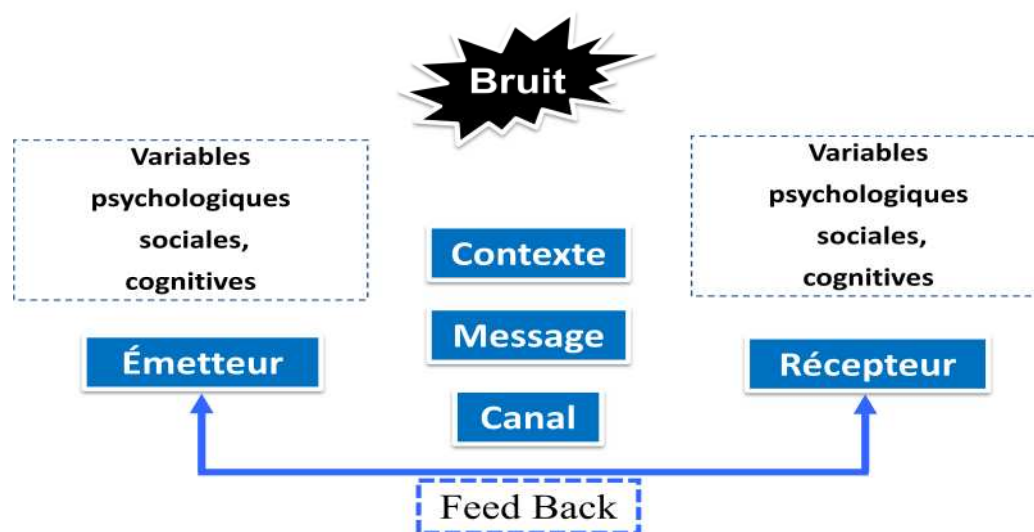 Bruit
Variables
psychologiques
sociales,
cognitives
Variables
psychologiques
sociales,
cognitives
Contexte
Message
Émetteur
Récepteur
Canal
Feed Back